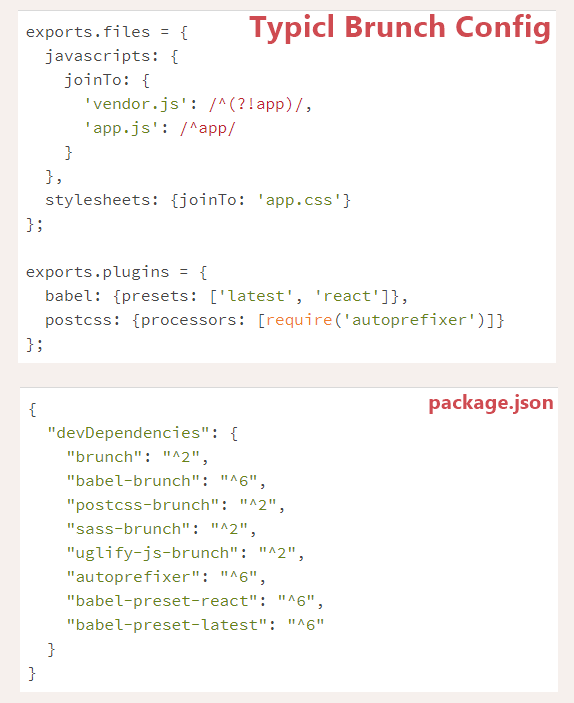 Typicl Brunch Config
exports.files = {
  javascripts: {
    joinTo: {
      'vendor.js': /^(?!app)/,
      'app.js': /^app/
    }
  },
  stylesheets: {joinTo: 'app.css'}
};
exports.plugins = {
  babel: {presets: ['latest', 'react']},
  postcss: {processors: [require('autoprefixer')]}
};
package.json
{
  "devDependencies": {
    "brunch": "^2",
    "babel-brunch": "^6",
    "postcss-brunch": "^2",
    "sass-brunch": "^2",
    "uglify-js-brunch": "^2",
    "autoprefixer": "^6",
    "babel-preset-react": "^6",
    "babel-preset-latest": "^6"
  }
}